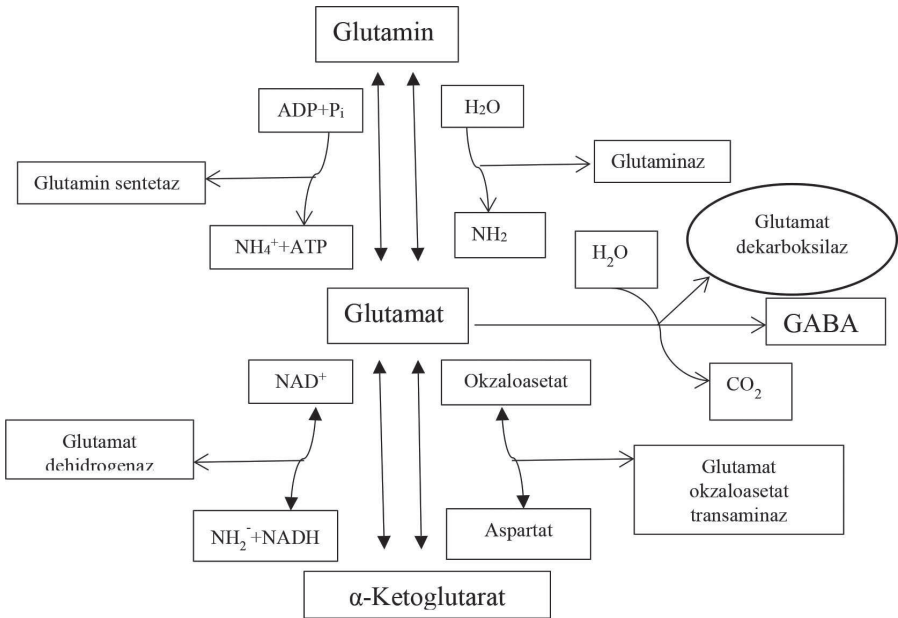 Glutamin
ADP+Pᵢ
H₂O
Glutamin sentetaz
Glutaminaz
NH₄⁺+ATP
NH₂
H₂O
Glutamat
dekarboksilaz
Glutamat
GABA
NAD⁺
Okzaloasetat
CO₂
Glutamat
dehidrogenaz
Glutamat
okzaloasetat
transaminaz
NH₂⁻+NADH
Aspartat
α-Ketoglutarat